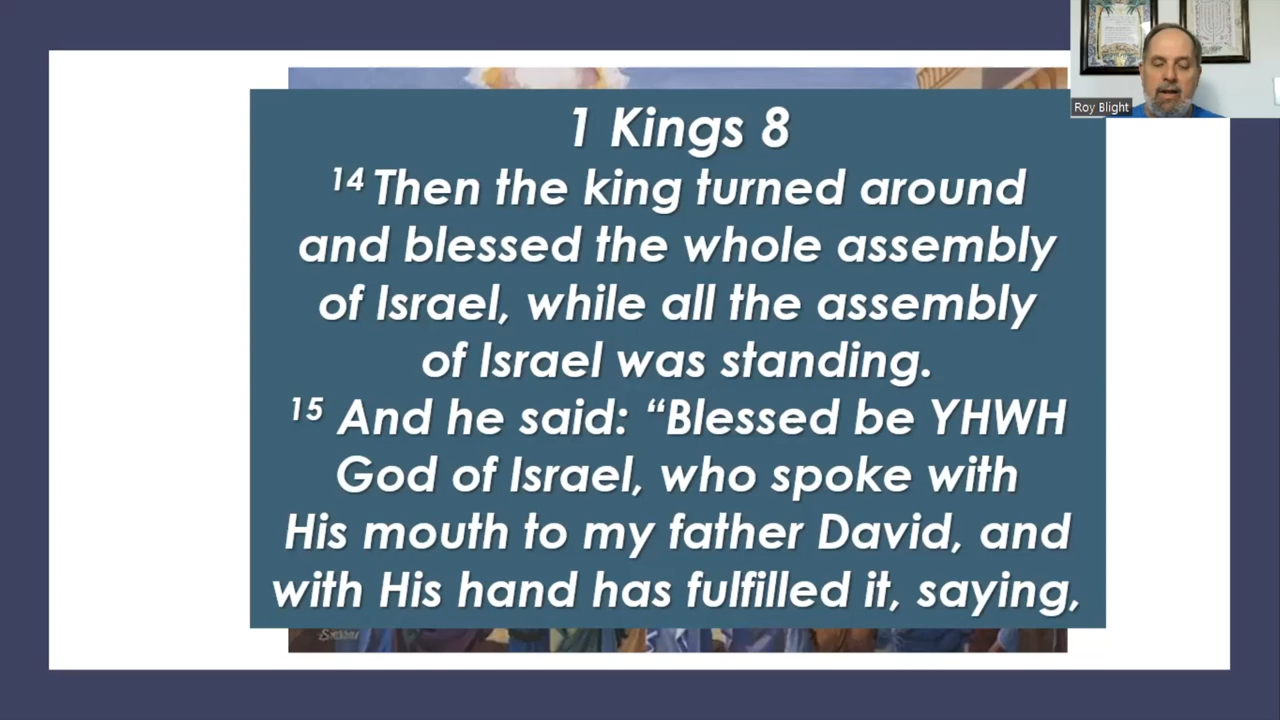 1 Kings 8
14 Then the king turned around
and blessed the whole assembly
of Israel, while all the assembly
of Israel was standing.
15 And he said: “Blessed be YHWH
God of Israel, who spoke with
His mouth to my father David, and
with His hand has fulfilled it, saying,
Roy Blight